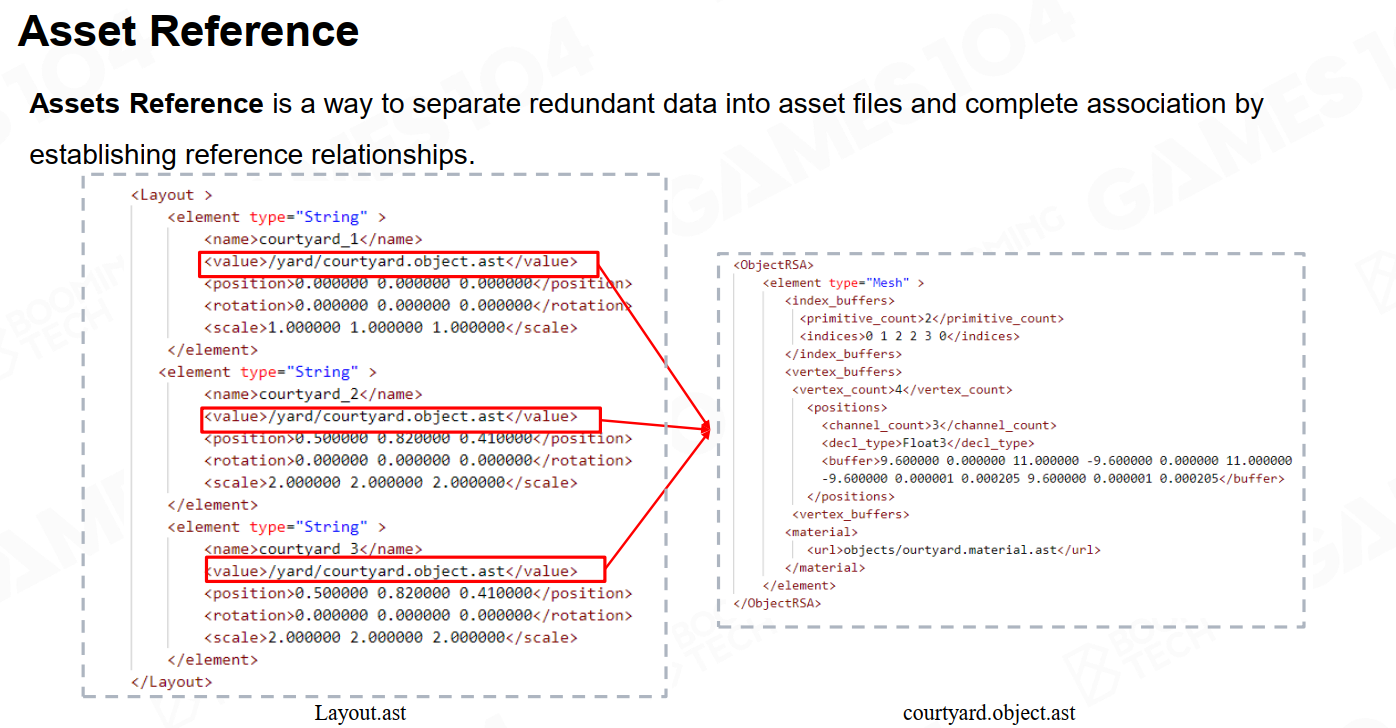 Asset Reference
Assets Reference is a way to separate redundant data into asset files and complete association by
establishing reference relationships.
<Layout >
<element type="String" >
<name>courtyard_1</name>
<value>/yard/courtyard.object.ast</value>
<position>0.000000 0.000000 0.000000</position>
<rotation>0.000000 0.000000 0.000000</rotation>
<scale>1.000000 1.000000 1.000000</scale>
</element>
<element type="String" >
<name>courtyard_2</name>
<value>/yard/courtyard.object.ast</value>
<position>0.500000 0.820000 0.410000</position>
<rotation>0.000000 0.000000 0.000000</rotation>
<scale>2.000000 2.000000 2.000000</scale>
</element>
<element type="String" >
<name>courtyard_3</name>
<value>/yard/courtyard.object.ast</value>
<position>0.500000 0.820000 0.410000</position>
<rotation>0.000000 0.000000 0.000000</rotation>
<scale>2.000000 2.000000 2.000000</scale>
</element>
</Layout>
Layout.ast
<ObjectRSA>
<element type="Mesh" >
<index_buffers>
<primitive_count>2</primitive_count>
<indices>0 1 2 2 3 0</indices>
</index_buffers>
<vertex_buffers>
<vertex_count>4</vertex_count>
<positions>
<channel_count>3</channel_count>
<decl_type>Float3</decl_type>
<buffer>9.600000 0.000000 11.000000 -9.600000 0.000000 11.000000
-9.600000 0.000001 0.000205 9.600000 0.000001 0.000205</buffer>
</positions>
<vertex_buffers>
<material>
<url>objects/ourtyard.material.ast</url>
</material>
</element>
</ObjectRSA>
courtyard.object.ast
GAMES104
BOOMING
TECH